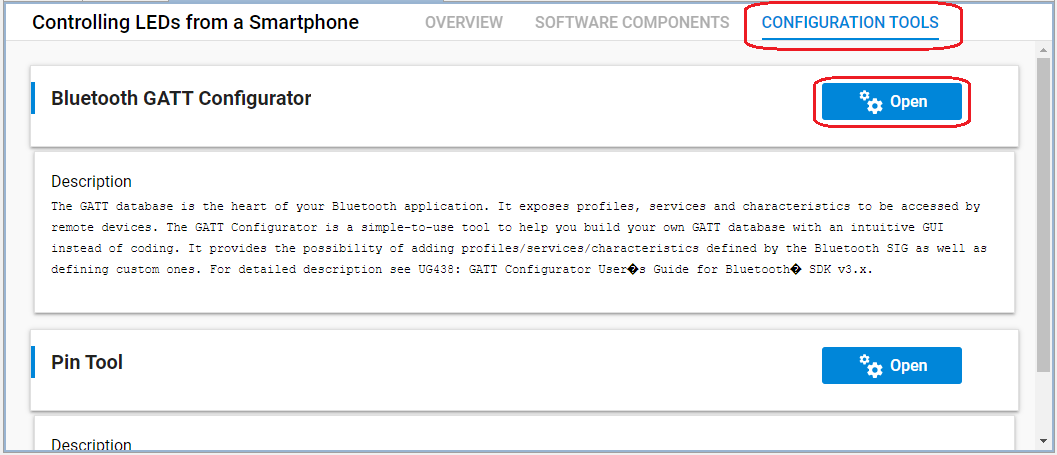 Controlling LEDs from a Smartphone OVERVIEW SOFTWARE COMPONENTS CONFIGURATION TOOLS
Bluetooth GATT Configurator Open
Description
The GATT database is the heart of your Bluetooth application. It exposes profiles, services and characteristics to be accessed by
remote devices. The GATT Configurator is a simple-to-use tool to help you build your own GATT database with an intuitive GUI
instead of coding. It provides the possibility of adding profiles/services/characteristics defined by the Bluetooth SIG as well as
defining custom ones. For detailed description see UG438: GATT Configurator User�s Guide for Bluetooth� SDK v3.x.
Pin Tool Open
Description